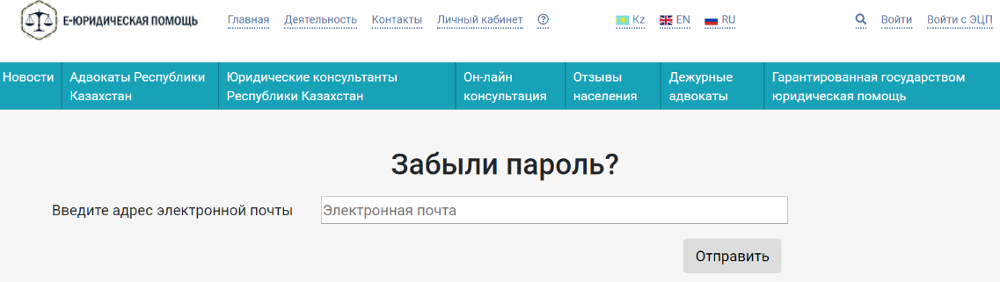 Е-ЮРИДИЧЕСКАЯ ПОМОЩЬ Главная Деятельность Контакты Личный кабинет Kz EN RU Войти Войти с ЭЦП
Новости
Адвокаты Республики
Казахстан
Юридические консультанты
Республики Казахстан
Он-лайн
консультация
Отзывы
населения
Дежурные
адвокаты
Гарантированная государством
юридическая помощь
Забыли пароль?
Введите адрес электронной почты Электронная почта
Отправить